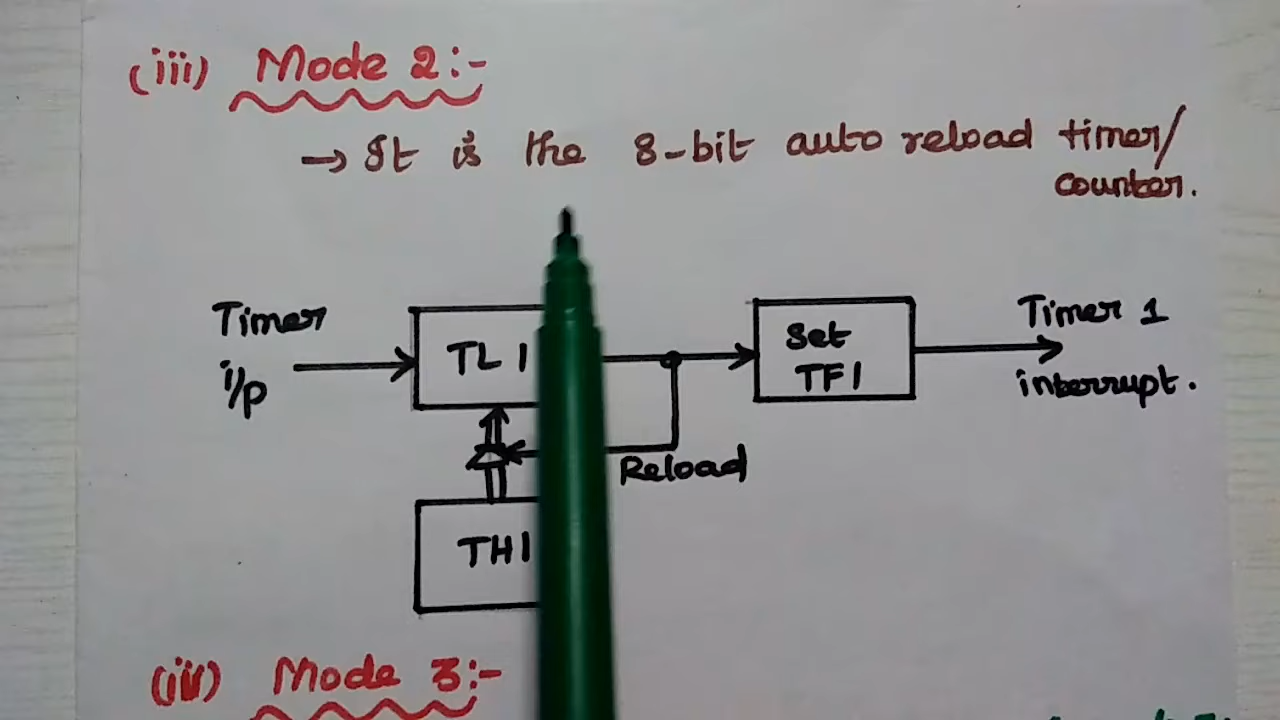 (iii) Mode 2:-
→ It is the 8-bit auto reload timer/
counter.
Timer
i/p
TL1
Set
TF1
Timer 1
interrupt.
Reload
TH1
(iv) Mode 3:-